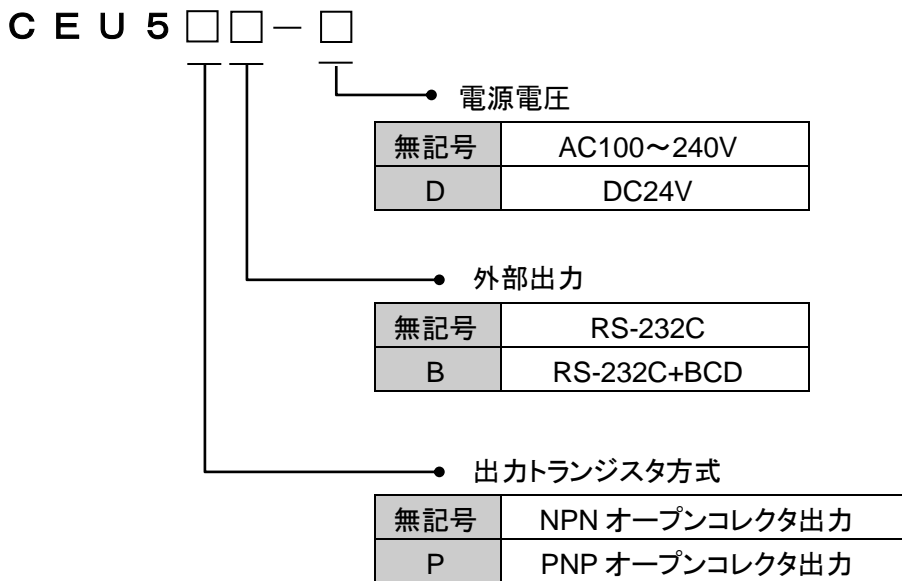 CEU5□□-□
電源電圧
無記号 AC100～240V
D DC24V
外部出力
無記号 RS-232C
B RS-232C+BCD
出力トランジスタ方式
無記号 NPN オープンコレクタ出力
P PNP オープンコレクタ出力